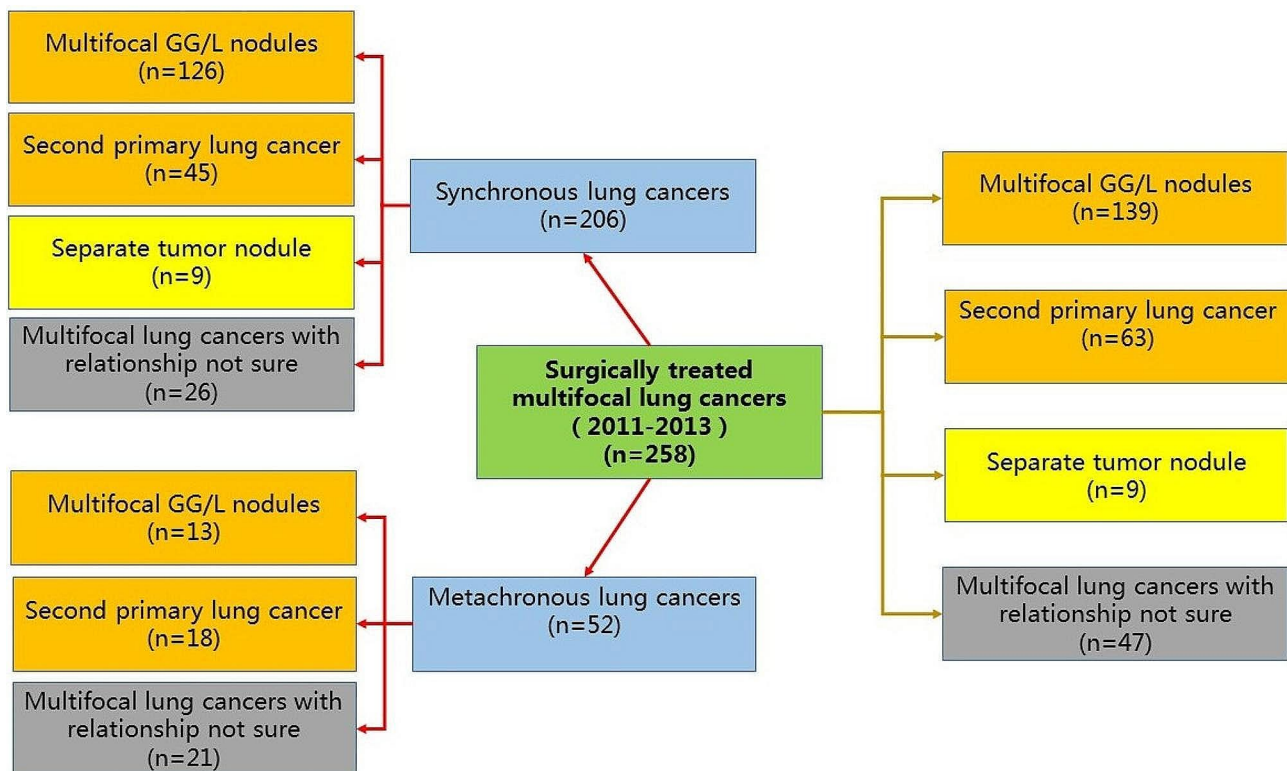 Multifocal GG/L nodules
(n=126)
Second primary lung cancer
(n=45)
Separate tumor nodule
(n=9)
Multifocal lung cancers with
relationship not sure
(n=26)
Synchronous lung cancers
(n=206)
Surgically treated
multifocal lung cancers
( 2011-2013 )
(n=258)
Multifocal GG/L nodules
(n=13)
Second primary lung cancer
(n=18)
Multifocal lung cancers with
relationship not sure
(n=21)
Metachronous lung cancers
(n=52)
Multifocal GG/L nodules
(n=139)
Second primary lung cancer
(n=63)
Separate tumor nodule
(n=9)
Multifocal lung cancers with
relationship not sure
(n=47)